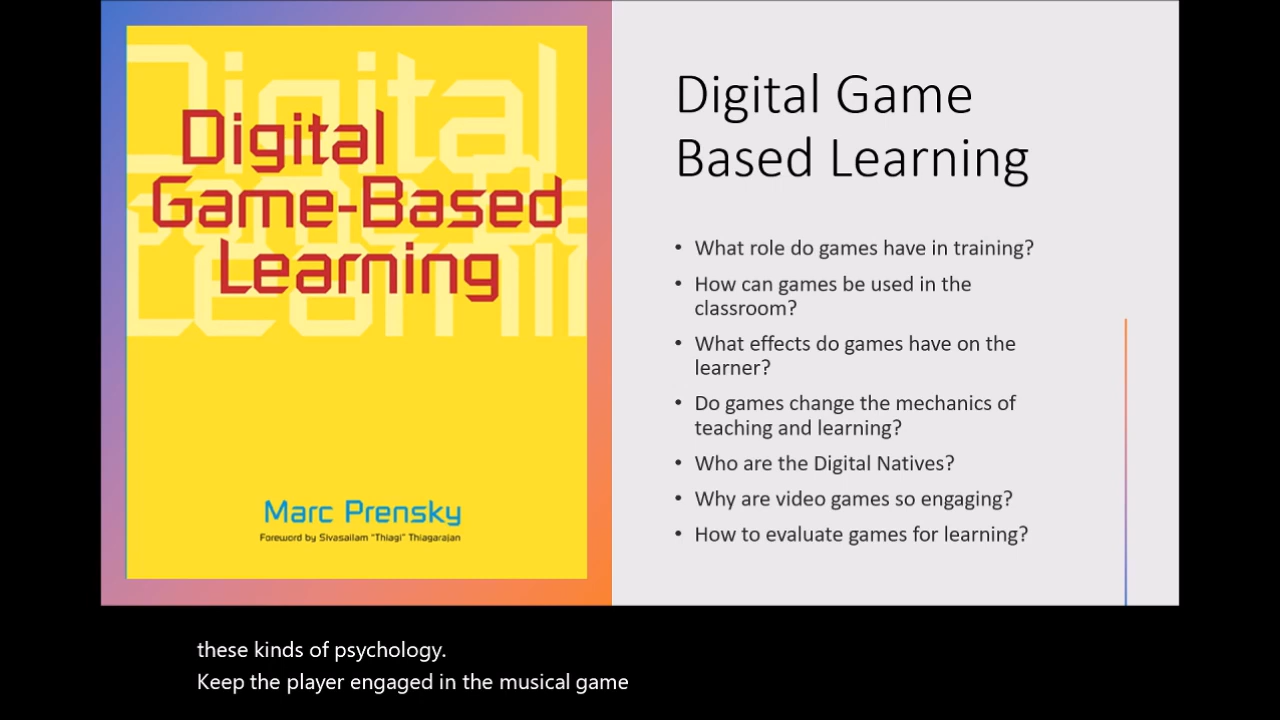 Digital
Game-Based
Learning
Marc Prensky
Foreword by Sivasailam "Thiagi" Thiagarajan
Digital Game
Based Learning
• What role do games have in training?
• How can games be used in the
classroom?
• What effects do games have on the
learner?
• Do games change the mechanics of
teaching and learning?
• Who are the Digital Natives?
• Why are video games so engaging?
• How to evaluate games for learning?
these kinds of psychology.
Keep the player engaged in the musical game